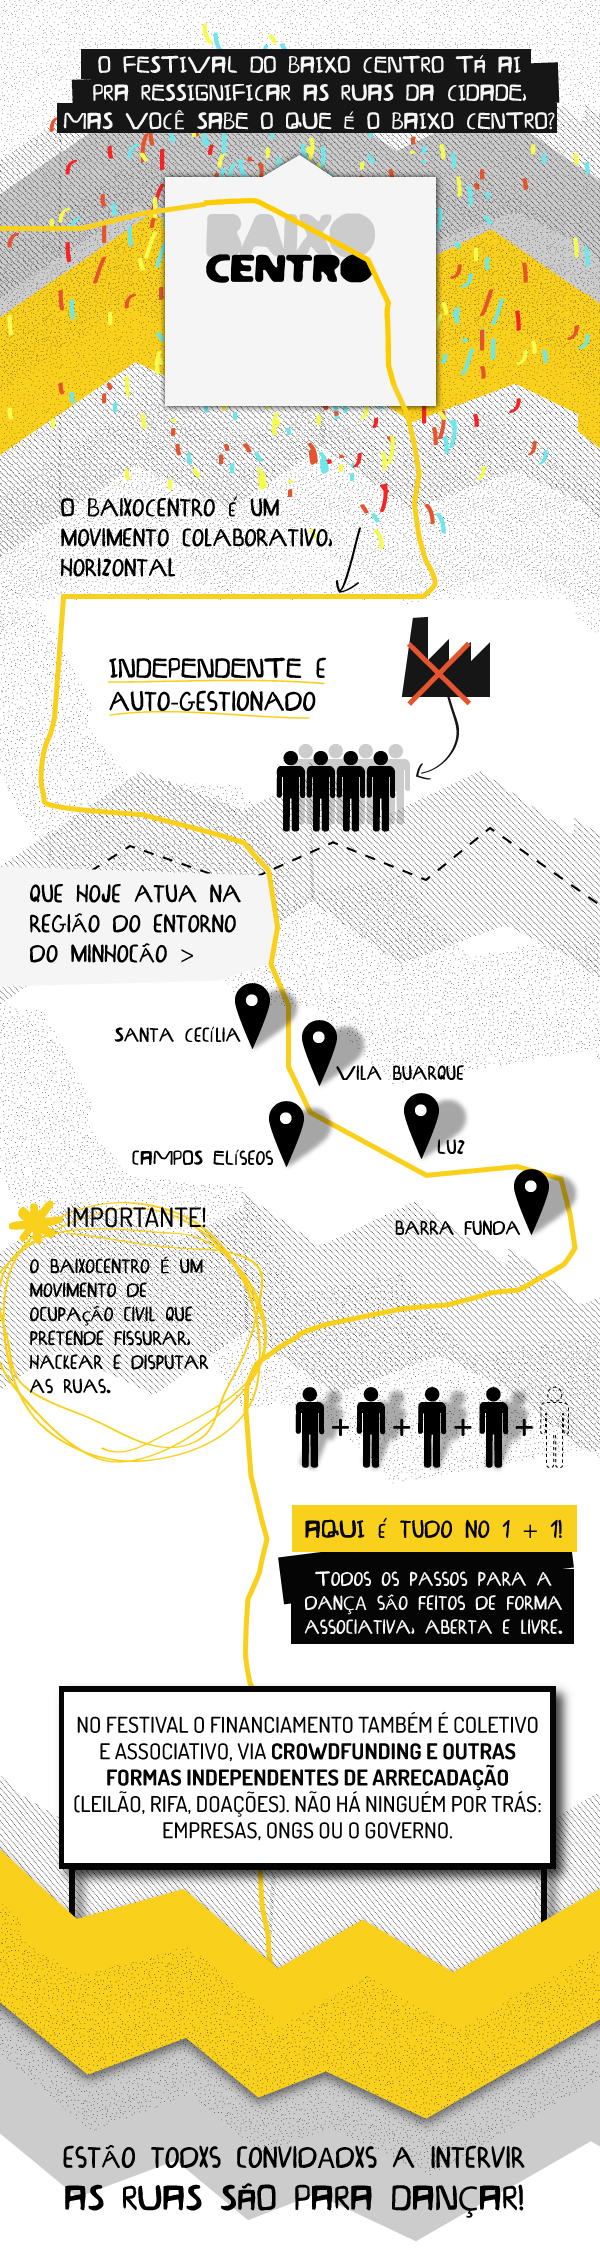 O FESTIVAL DO BAIXO CENTRO TÁ AI
PRA RESSIGNIFICAR AS RUAS DA CIDADE,
MAS VOCÊ SABE O QUE É O BAIXO CENTRO?
BAIXO
CENTRO
O BAIXOCENTRO É UM
MOVIMENTO COLABORATIVO,
HORIZONTAL
INDEPENDENTE E
AUTO-GESTIONADO
QUE HOJE ATUA NA
REGIÃO DO ENTORNO
DO MINHOCÃO >
SANTA CECÍLIA
VILA BUARQUE
CAMPOS ELÍSEOS
LUZ
BARRA FUNDA
IMPORTANTE!
O BAIXOCENTRO É UM
MOVIMENTO DE
OCUPAÇÃO CIVIL QUE
PRETENDE FISSURAR,
HACKEAR E DISPUTAR
AS RUAS.
+ + + +
AQUI É TUDO NO 1 + 1!
TODOS OS PASSOS PARA A
DANÇA SÃO FEITOS DE FORMA
ASSOCIATIVA, ABERTA E LIVRE.
NO FESTIVAL O FINANCIAMENTO TAMBÉM É COLETIVO
E ASSOCIATIVO, VIA CROWDFUNDING E OUTRAS
FORMAS INDEPENDENTES DE ARRECADAÇÃO
(LEILÃO, RIFA, DOAÇÕES). NÃO HÁ NINGUÉM POR TRÁS:
EMPRESAS, ONGS OU O GOVERNO.
ESTÃO TODXS CONVIDADXS A INTERVIR
AS RUAS SÃO PARA DANÇAR!